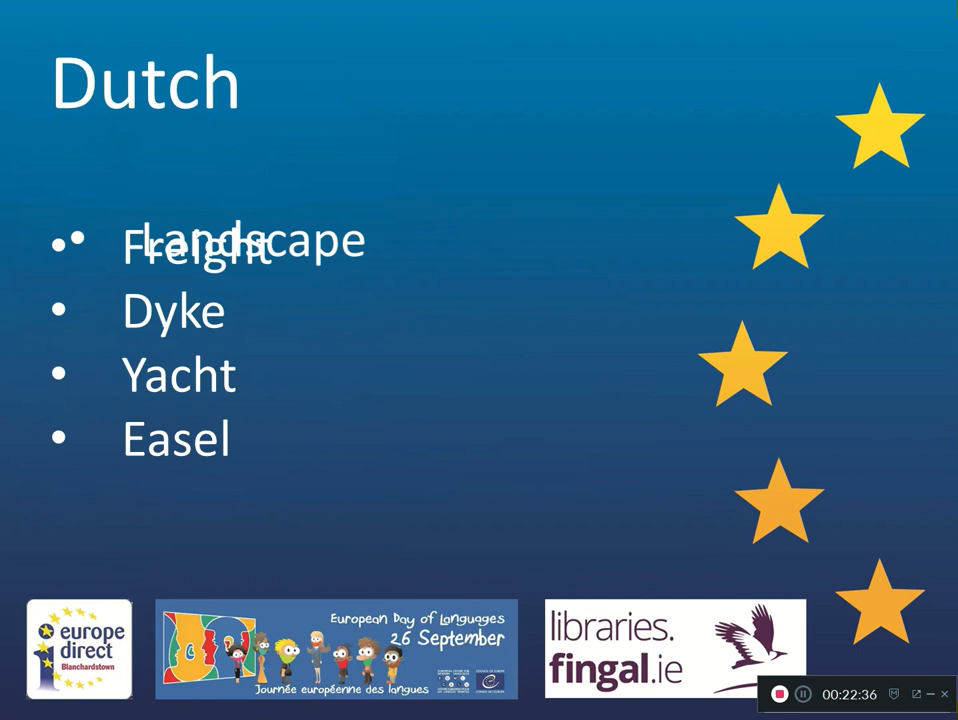 Dutch
• Landscape
• Freight
• Dyke
• Yacht
• Easel
europe
direct
Blanchardstown
European Day of Languages
26 September
Journée européenne des langues
libraries.
fingal.ie
00:22:36